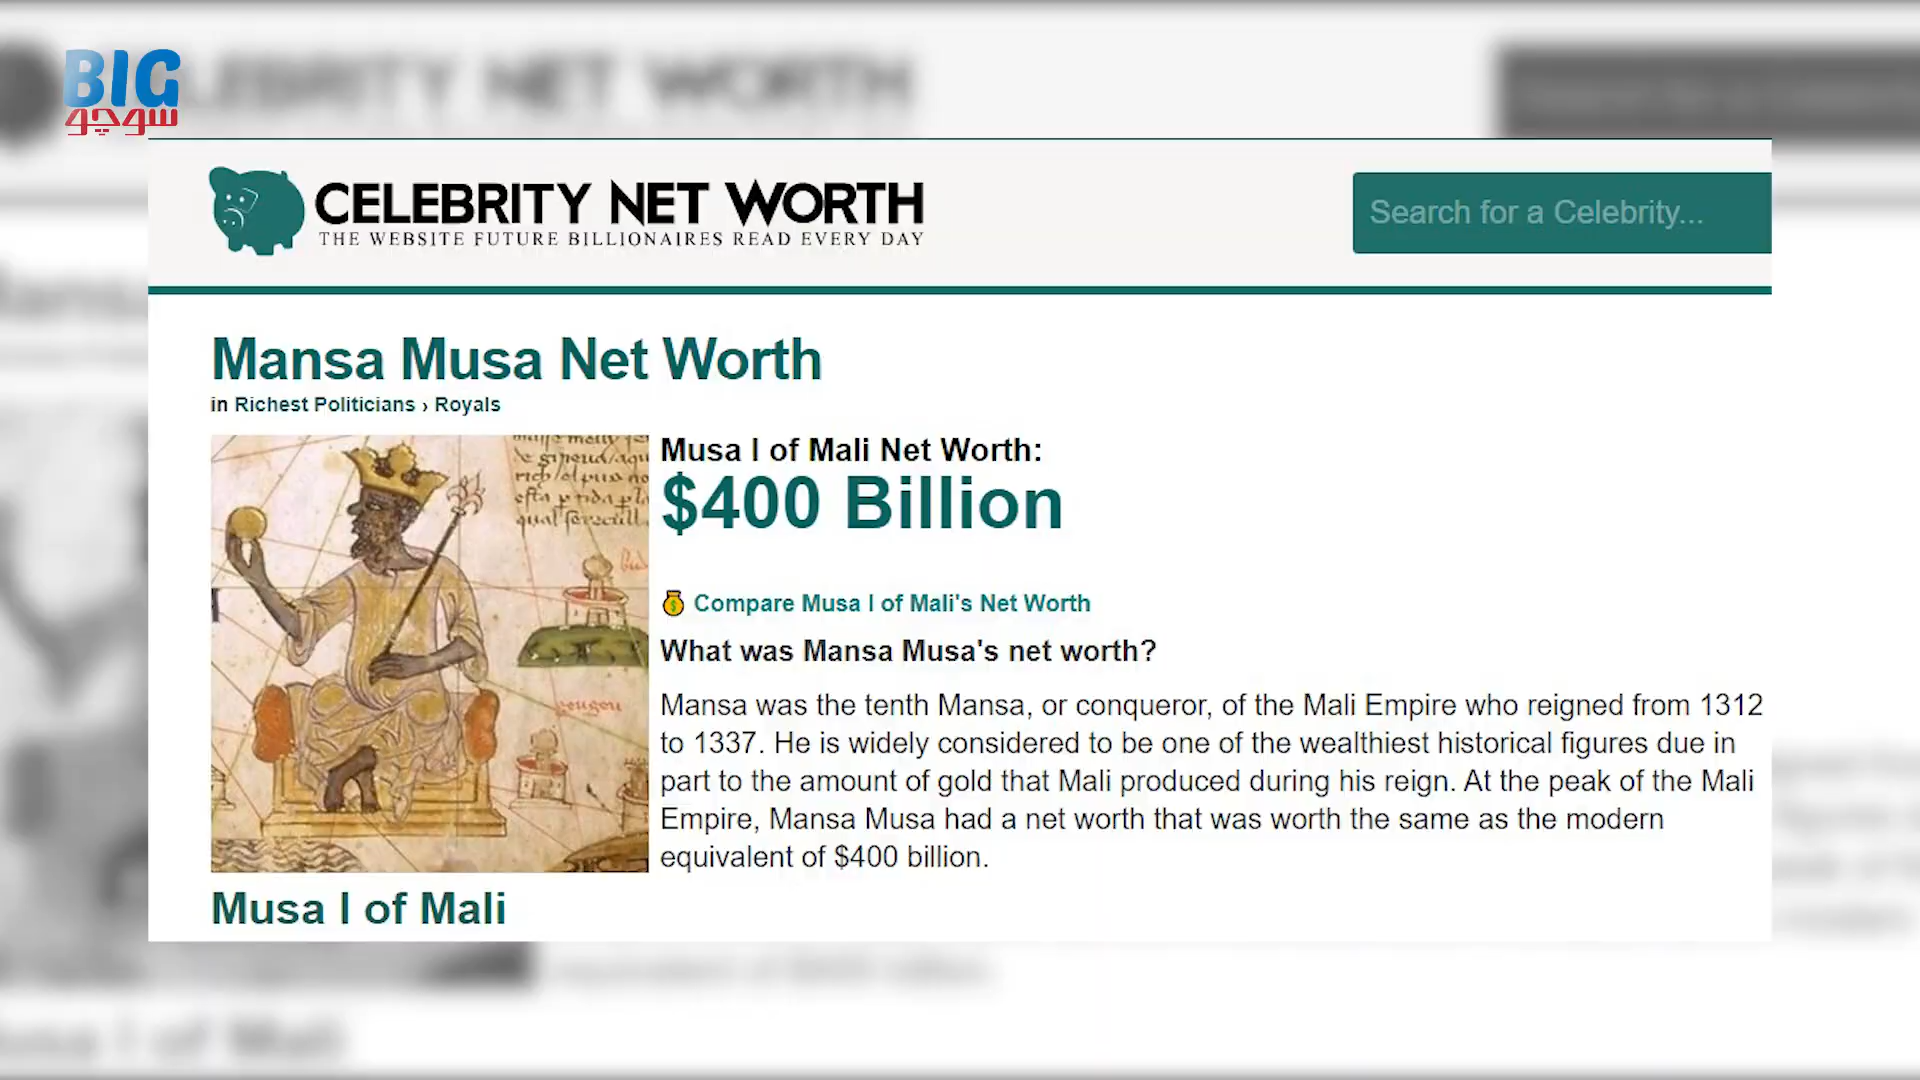 BIG
سوچو
CELEBRITY NET WORTH
THE WEBSITE FUTURE BILLIONAIRES READ EVERY DAY
Search for a Celebrity...
Mansa Musa Net Worth
in Richest Politicians › Royals
Musa I of Mali Net Worth:
$400 Billion
Compare Musa I of Mali's Net Worth
What was Mansa Musa's net worth?
Mansa was the tenth Mansa, or conqueror, of the Mali Empire who reigned from 1312
to 1337. He is widely considered to be one of the wealthiest historical figures due in
part to the amount of gold that Mali produced during his reign. At the peak of the Mali
Empire, Mansa Musa had a net worth that was worth the same as the modern
equivalent of $400 billion.
Musa I of Mali